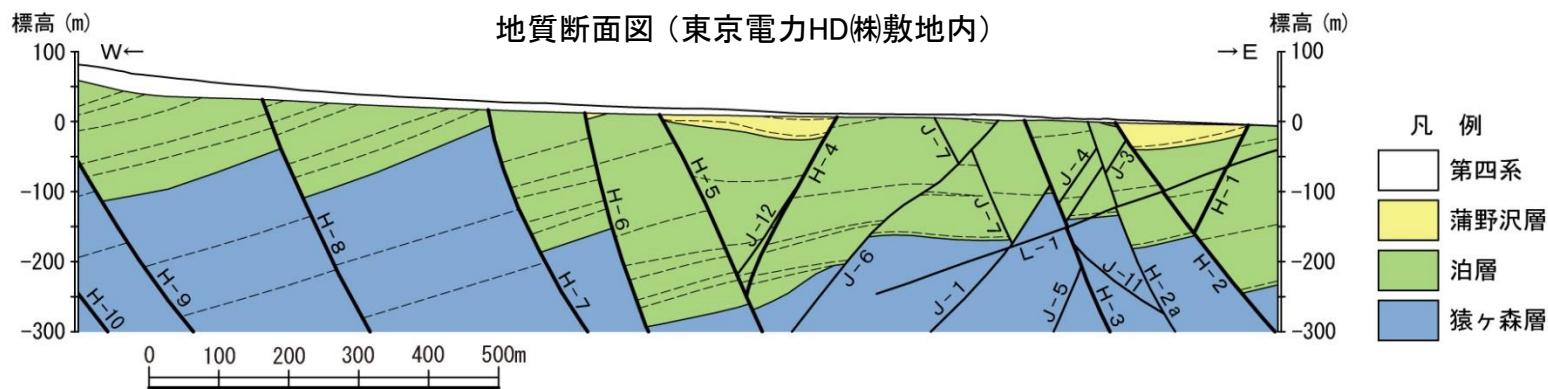 地質断面図（東京電力HD㈱敷地内）
標高(m)
標高(m)
W←
→E
100
0
-100
-200
-300
100
0
-100
-200
-300
H-10
H-9
H-8
H-7
H-6
H-5
J-12
H-4
J-6
J-7
J-7
J-1
L-1
J-5
J-4
J-3
J-11
H-3
H-2a
H-2
H-1
凡 例
第四系
蒲野沢層
泊層
猿ヶ森層
0 100 200 300 400 500m